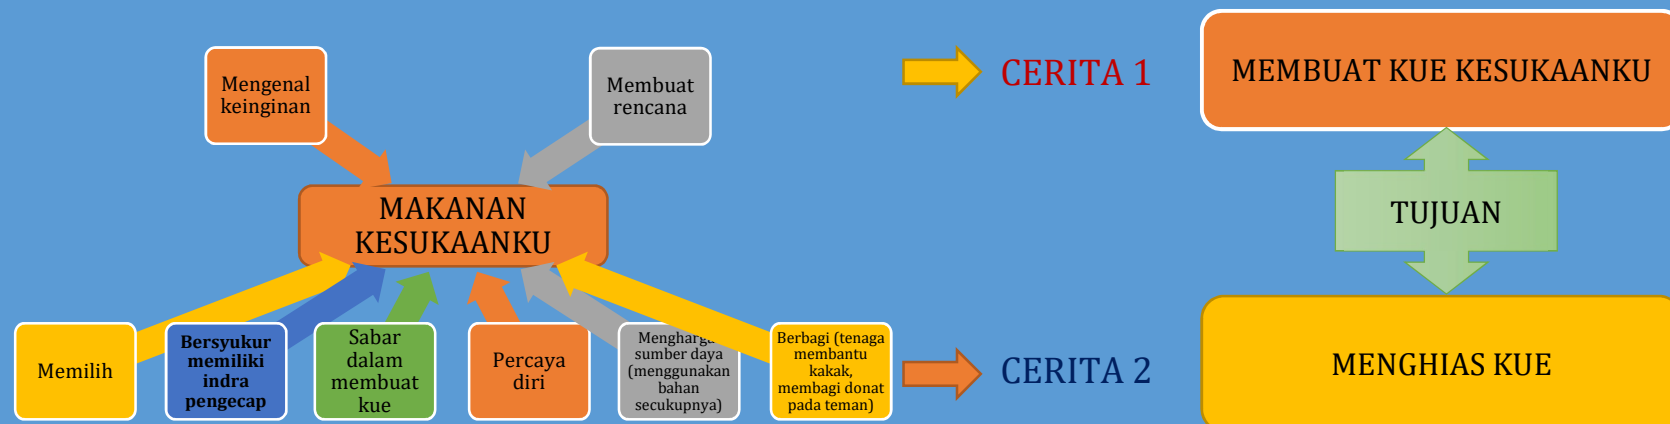 Mengenal
keinginan
Membuat
rencana
MAKANAN
KESUKAANKU
Memilih
Bersyukur
memiliki
indra
pengecap
Sabar
dalam
membuat
kue
Percaya
diri
sumber daya
(menggunakan
bahan
secukupnya)
Berbagi (tenaga
membantu
kakak,
membagi donat
pada teman)
CERITA 1
MEMBUAT KUE KESUKAANKU
TUJUAN
CERITA 2
MENGHIAS KUE